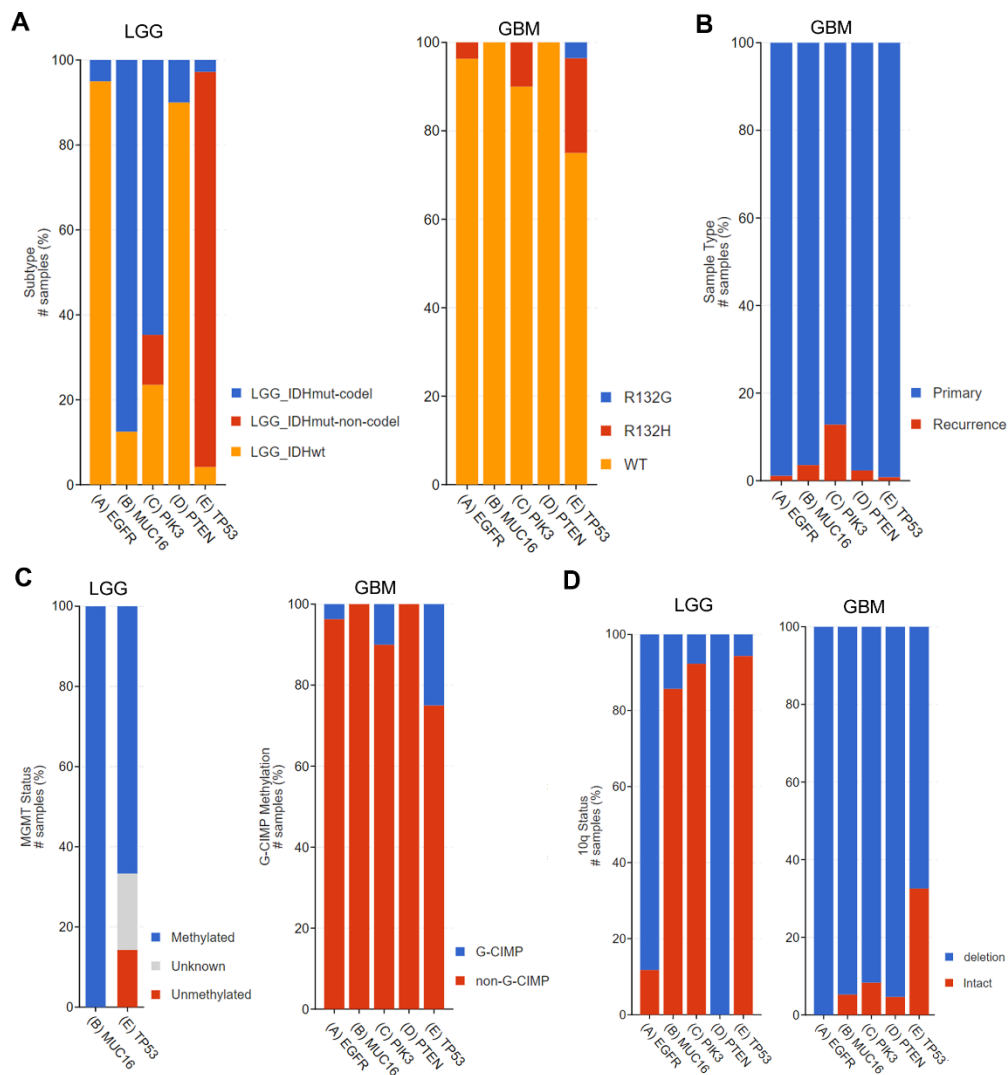 A
LGG
Subtype
# samples (%)
100
80
60
40
20
0
(A) EGFR
(B) MUC16
(C) PIK3
(D) PTEN
(E) TP53
LGG_IDHmut-codel
LGG_IDHmut-non-codel
LGG_IDHwt
GBM
100
80
60
40
20
0
(A) EGFR
(B) MUC16
(C) PIK3
(D) PTEN
(E) TP53
R132G
R132H
WT
B
GBM
Sample Type
# samples (%)
100
80
60
40
20
0
(A) EGFR
(B) MUC16
(C) PIK3
(D) PTEN
(E) TP53
Primary
Recurrence
C
LGG
MGMT Status
# samples (%)
100
80
60
40
20
0
(B) MUC16
(E) TP53
Methylated
Unknown
Unmethylated
GBM
G-CIMP Methylation
# samples (%)
100
80
60
40
20
0
(A) EGFR
(B) MUC16
(C) PIK3
(D) PTEN
(E) TP53
G-CIMP
non-G-CIMP
D
LGG
10q Status
# samples (%)
100
80
60
40
20
0
(A) EGFR
(B) MUC16
(C) PIK3
(D) PTEN
(E) TP53
GBM
100
80
60
40
20
0
(A) EGFR
(B) MUC16
(C) PIK3
(D) PTEN
(E) TP53
deletion
Intact